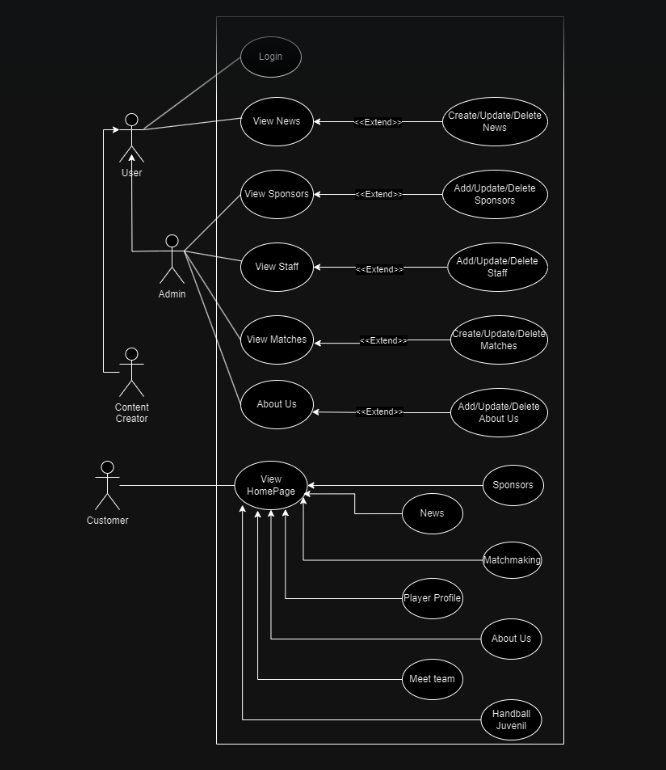 Login
View News
<<Extend>>
Create/Update/Delete
News
User
View Sponsors
<<Extend>>
Add/Update/Delete
Sponsors
Admin
View Staff
<<Extend>>
Add/Update/Delete
Staff
View Matches
<<Extend>>
Create/Update/Delete
Matches
Content
Creator
About Us
<<Extend>>
Add/Update/Delete
About Us
Customer
View
HomePage
Sponsors
News
Matchmaking
Player Profile
About Us
Meet team
Handball
Juvenil